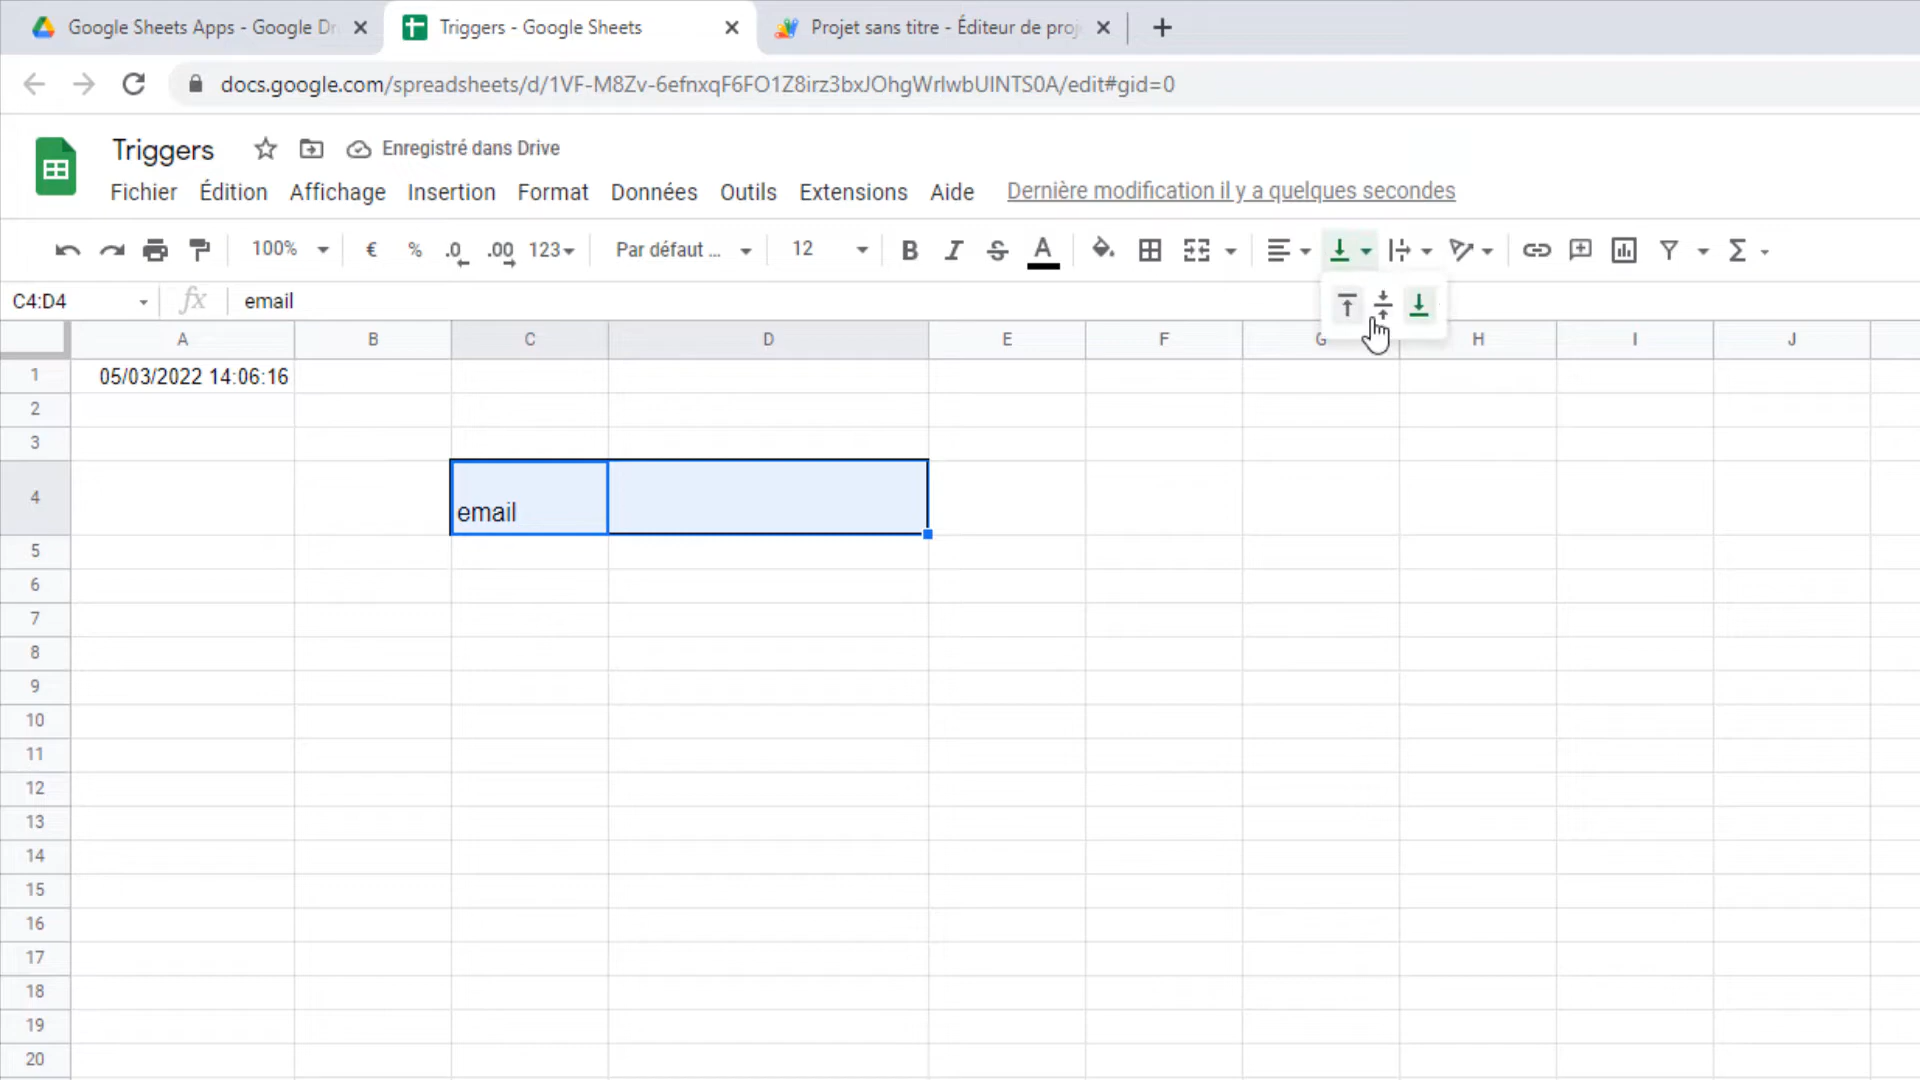 Google Sheets Apps - Google Dr
Triggers - Google Sheets
Projet sans titre - Éditeur de proj
docs.google.com/spreadsheets/d/1VF-M8Zv-6efnxqF6FO1Z8irz3bxJOhgWrlwbUINTS0A/edit#gid=0
Triggers
Enregistré dans Drive
Fichier Édition Affichage Insertion Format Données Outils Extensions Aide Dernière modification il y a quelques secondes
100% € % .0 .00 123 Par défaut ... 12 B I S A Σ
C4:D4 fx email
A B C D E F G H I J
1 05/03/2022 14:06:16
2
3
4 email
5
6
7
8
9
10
11
12
13
14
15
16
17
18
19
20